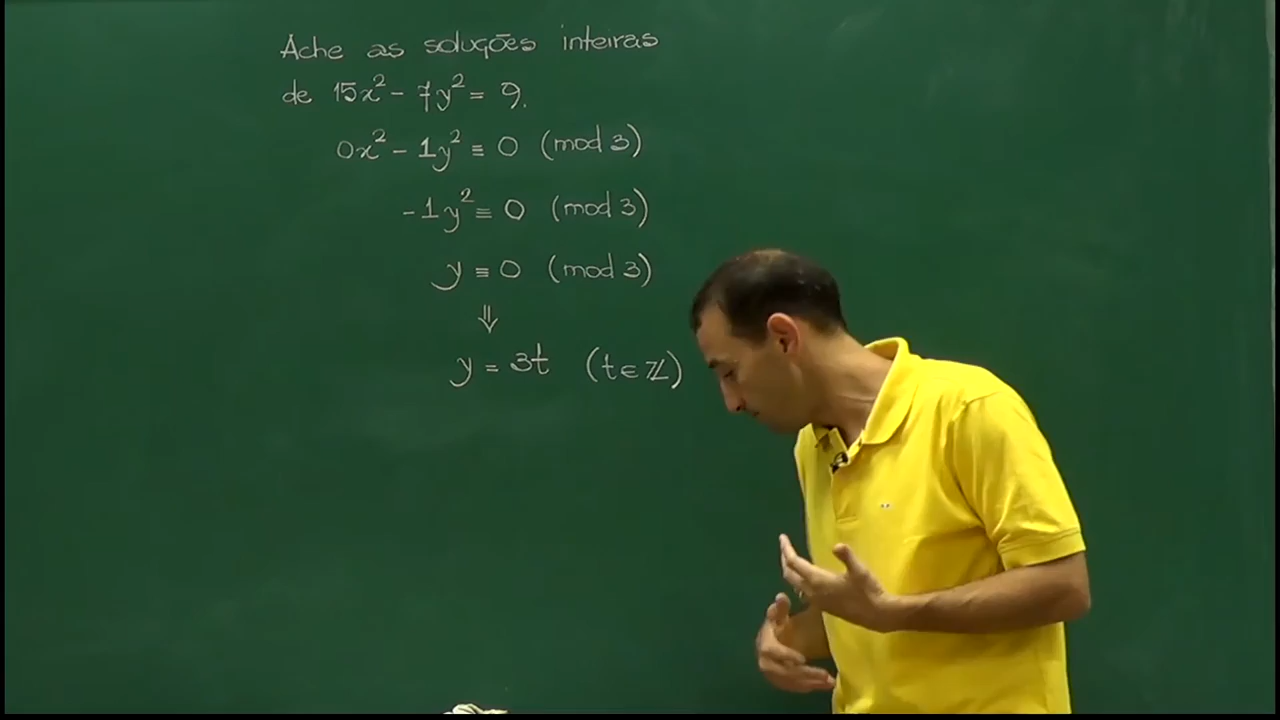 Ache as soluções inteiras
de 15x² - 7y² = 9.
0x² - 1y² ≡ 0 (mod 3)
-1y² ≡ 0 (mod 3)
y ≡ 0 (mod 3)
⇓
y = 3t (t ∈ ℤ)